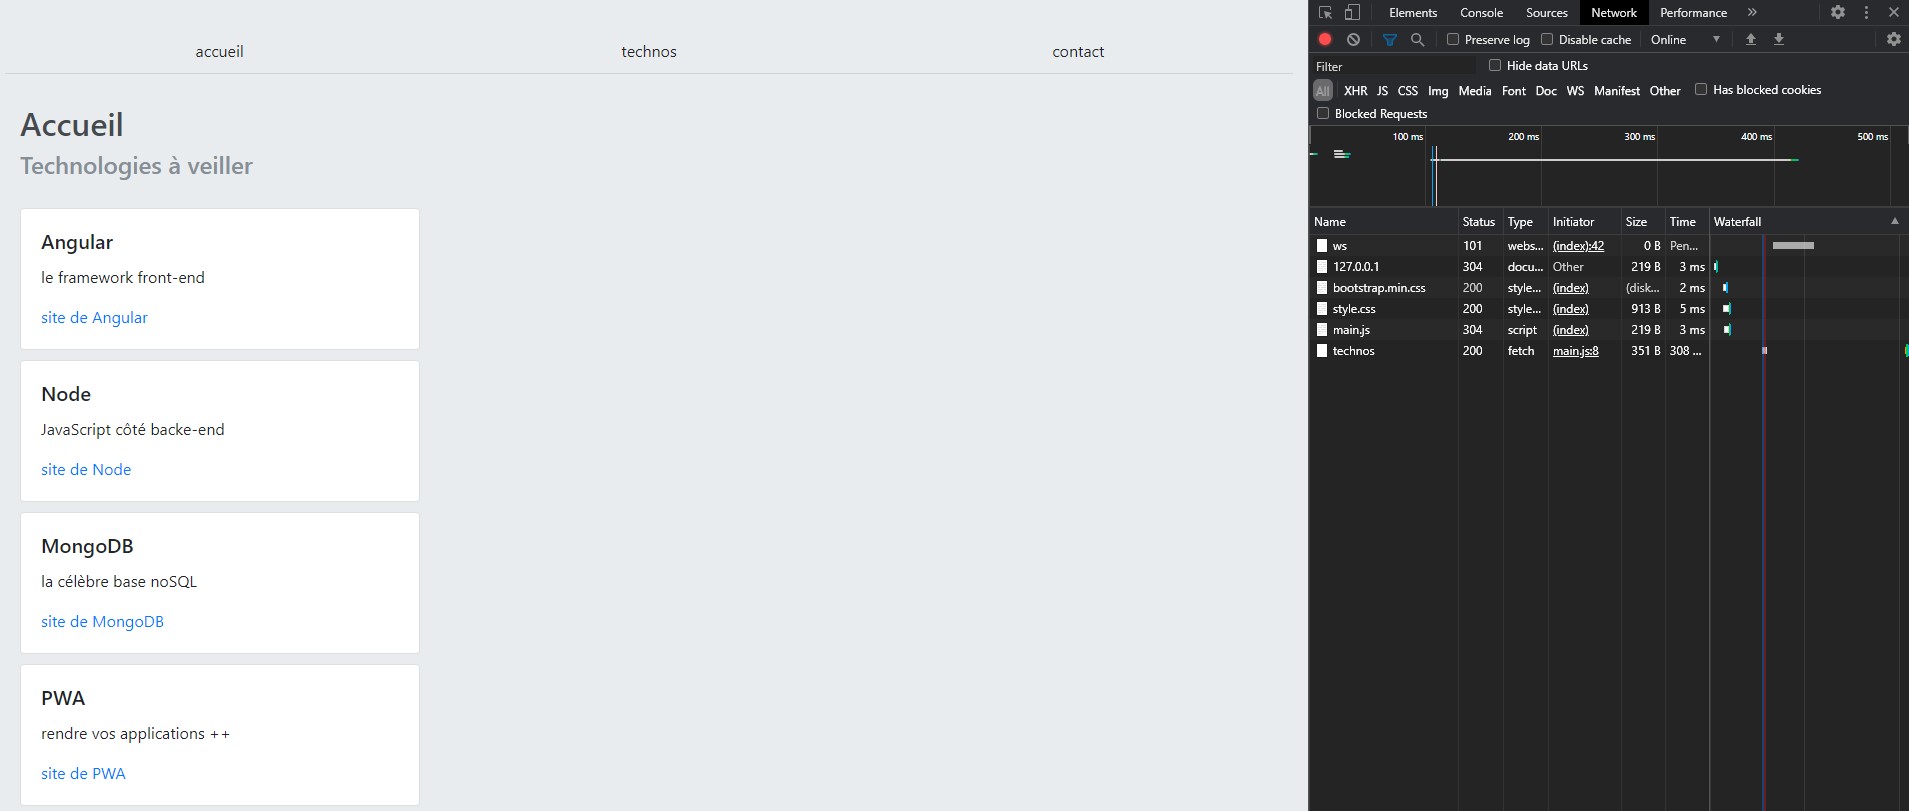 accueil technos contact
Accueil
Technologies à veiller
Angular
le framework front-end
site de Angular
Node
JavaScript côté backe-end
site de Node
MongoDB
la célèbre base noSQL
site de MongoDB
PWA
rendre vos applications ++
site de PWA
Elements Console Sources Network Performance »
Preserve log Disable cache Online
Filter Hide data URLs
All XHR JS CSS Img Media Font Doc WS Manifest Other Has blocked cookies
Blocked Requests
100 ms 200 ms 300 ms 400 ms 500 ms
Name Status Type Initiator Size Time Waterfall
ws 101 webs... (index):42 0 B Pen...
127.0.0.1 304 docu... Other 219 B 3 ms
bootstrap.min.css 200 style... (index) (disk... 2 ms
style.css 200 style... (index) 913 B 5 ms
main.js 304 script (index) 219 B 3 ms
technos 200 fetch main.js:8 351 B 308 ...